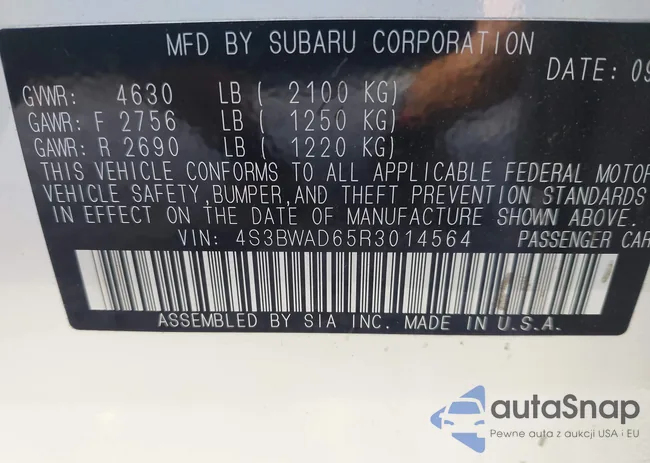 MFD BY SUBARU CORPORATION
DATE: 09
GVWR: 4630 LB ( 2100 KG)
GAWR: F 2756 LB ( 1250 KG)
GAWR: R 2690 LB ( 1220 KG)
THIS VEHICLE CONFORMS TO ALL APPLICABLE FEDERAL MOTOR
VEHICLE SAFETY,BUMPER,AND THEFT PREVENTION STANDARDS
IN EFFECT ON THE DATE OF MANUFACTURE SHOWN ABOVE.
VIN: 4S3BWAD65R3014564 PASSENGER CAR
ASSEMBLED BY SIA INC. MADE IN U.S.A.
autaSnap
Pewne auta z aukcji USA i EU